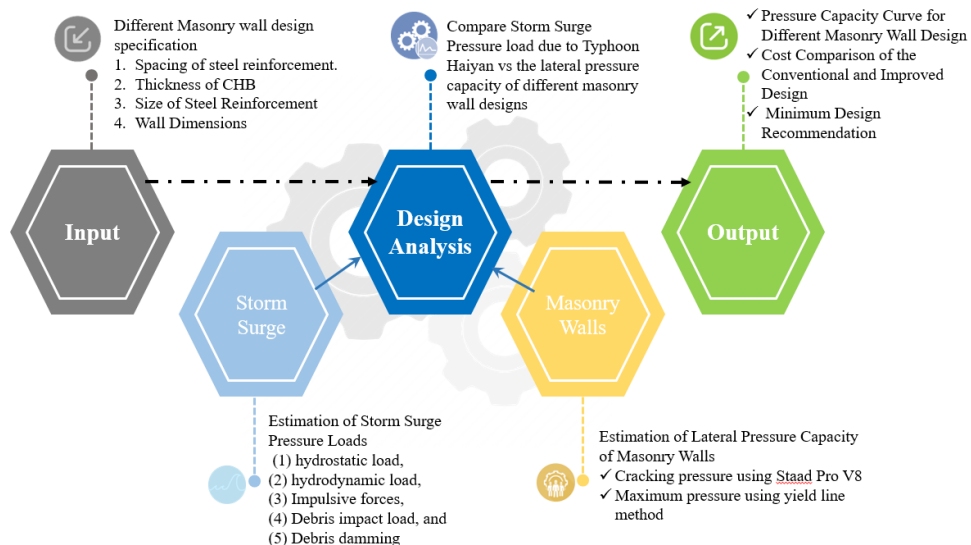 Different Masonry wall design
specification
1. Spacing of steel reinforcement.
2. Thickness of CHB
3. Size of Steel Reinforcement
4. Wall Dimensions
Compare Storm Surge
Pressure load due to Typhoon
Haiyan vs the lateral pressure
capacity of different masonry
wall designs
✓ Pressure Capacity Curve for
Different Masonry Wall Design
✓ Cost Comparison of the
Conventional and Improved
Design
✓ Minimum Design
Recommendation
Input
Design
Analysis
Output
Storm
Surge
Masonry
Walls
Estimation of Storm Surge
Pressure Loads
(1) hydrostatic load,
(2) hydrodynamic load,
(3) Impulsive forces,
(4) Debris impact load, and
(5) Debris damming
Estimation of Lateral Pressure Capacity
of Masonry Walls
✓ Cracking pressure using Staad Pro V8
✓ Maximum pressure using yield line
method